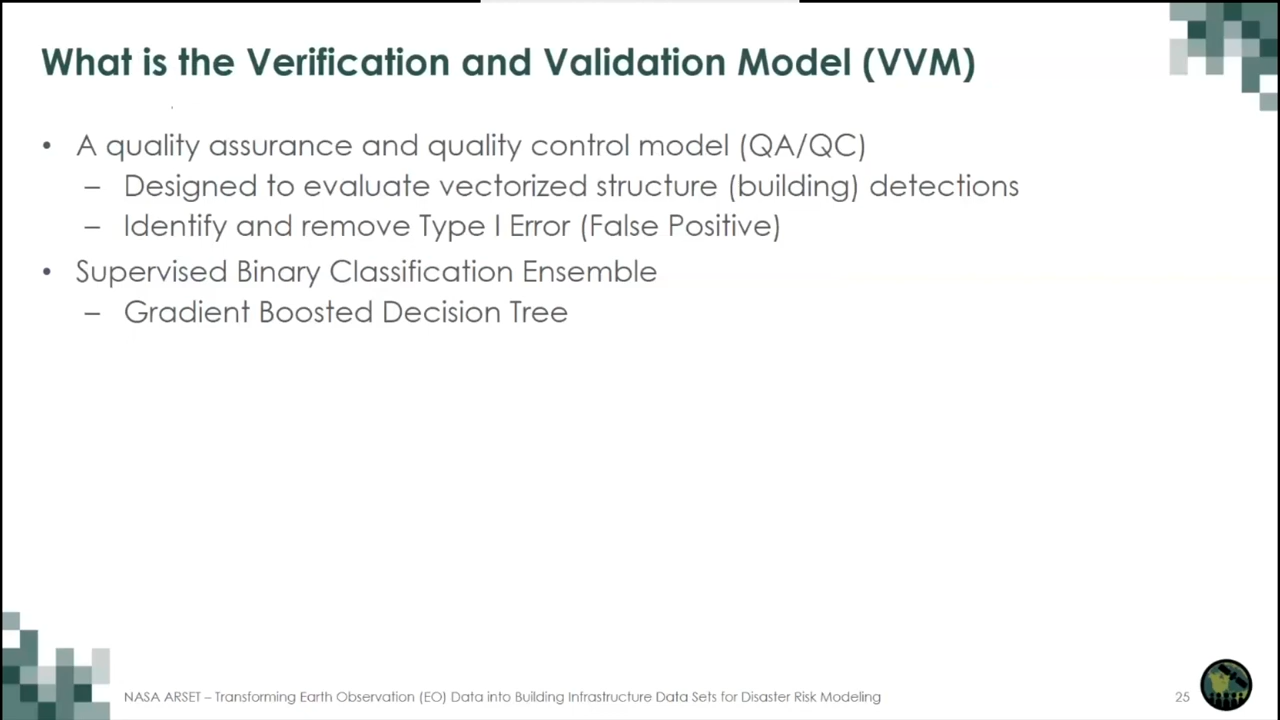 What is the Verification and Validation Model (VVM)
• A quality assurance and quality control model (QA/QC)
– Designed to evaluate vectorized structure (building) detections
– Identify and remove Type I Error (False Positive)
• Supervised Binary Classification Ensemble
– Gradient Boosted Decision Tree
NASA ARSET – Transforming Earth Observation (EO) Data into Building Infrastructure Data Sets for Disaster Risk Modeling
25